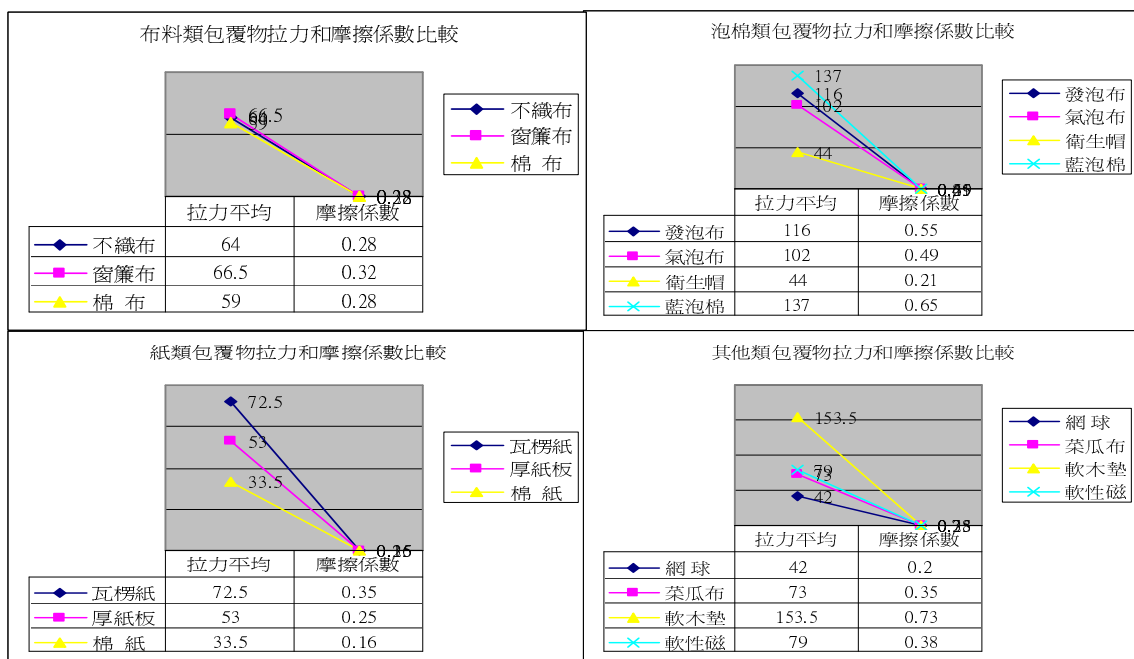 布料類包覆物拉力和摩擦係數比較
66.5
59
不織布
窗簾布
棉 布
拉力平均 摩擦係數
不織布 64 0.28
窗簾布 66.5 0.32
棉 布 59 0.28
泡棉類包覆物拉力和摩擦係數比較
137
116
102
44
發泡布
氣泡布
衛生帽
藍泡棉
拉力平均 摩擦係數
發泡布 116 0.55
氣泡布 102 0.49
衛生帽 44 0.21
藍泡棉 137 0.65
紙類包覆物拉力和摩擦係數比較
72.5
53
33.5
瓦楞紙
厚紙板
棉 紙
拉力平均 摩擦係數
瓦楞紙 72.5 0.35
厚紙板 53 0.25
棉 紙 33.5 0.16
其他類包覆物拉力和摩擦係數比較
153.5
79
73
42
網球
菜瓜布
軟木墊
軟性磁
拉力平均 摩擦係數
網球 42 0.2
菜瓜布 73 0.35
軟木墊 153.5 0.73
軟性磁 79 0.38